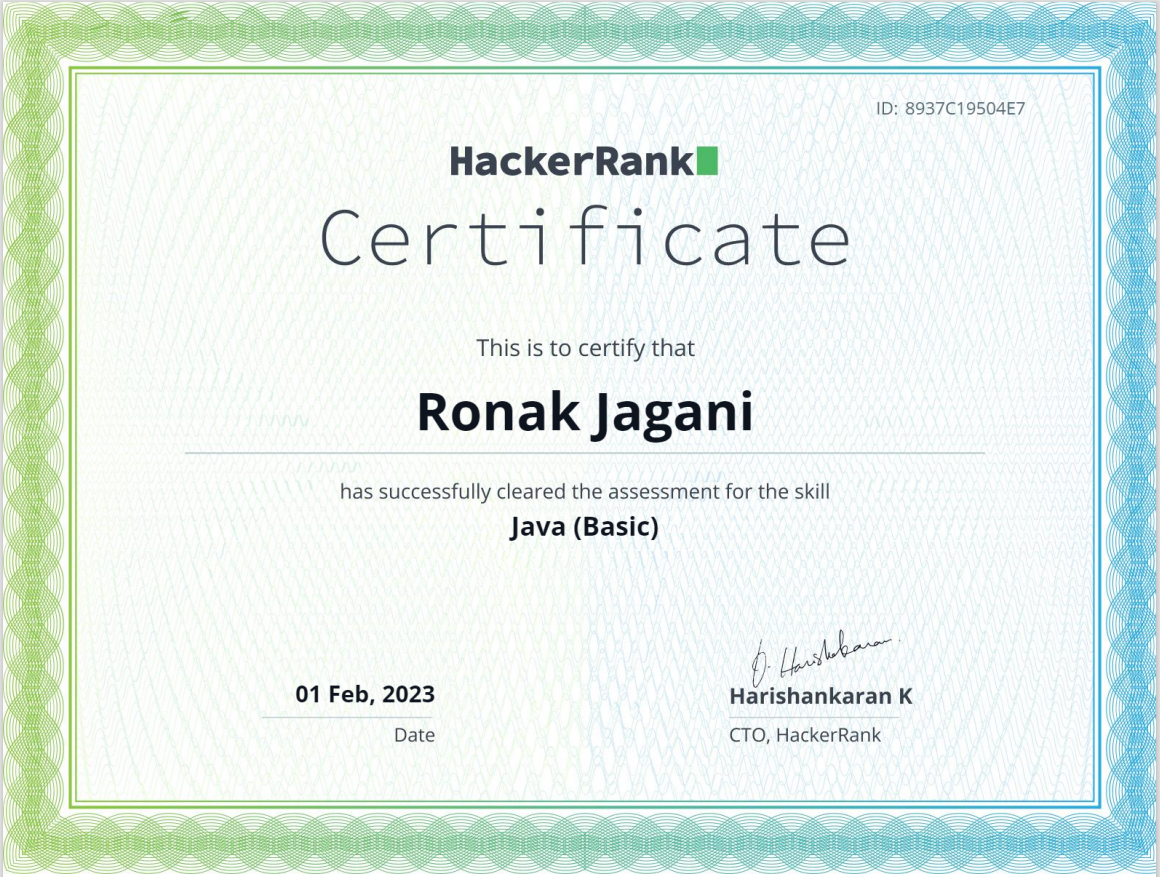 ID: 8937C19504E7
HackerRank
Certificate
This is to certify that
Ronak Jagani
has successfully cleared the assessment for the skill
Java (Basic)
01 Feb, 2023
Date
Harishankaran K
CTO, HackerRank